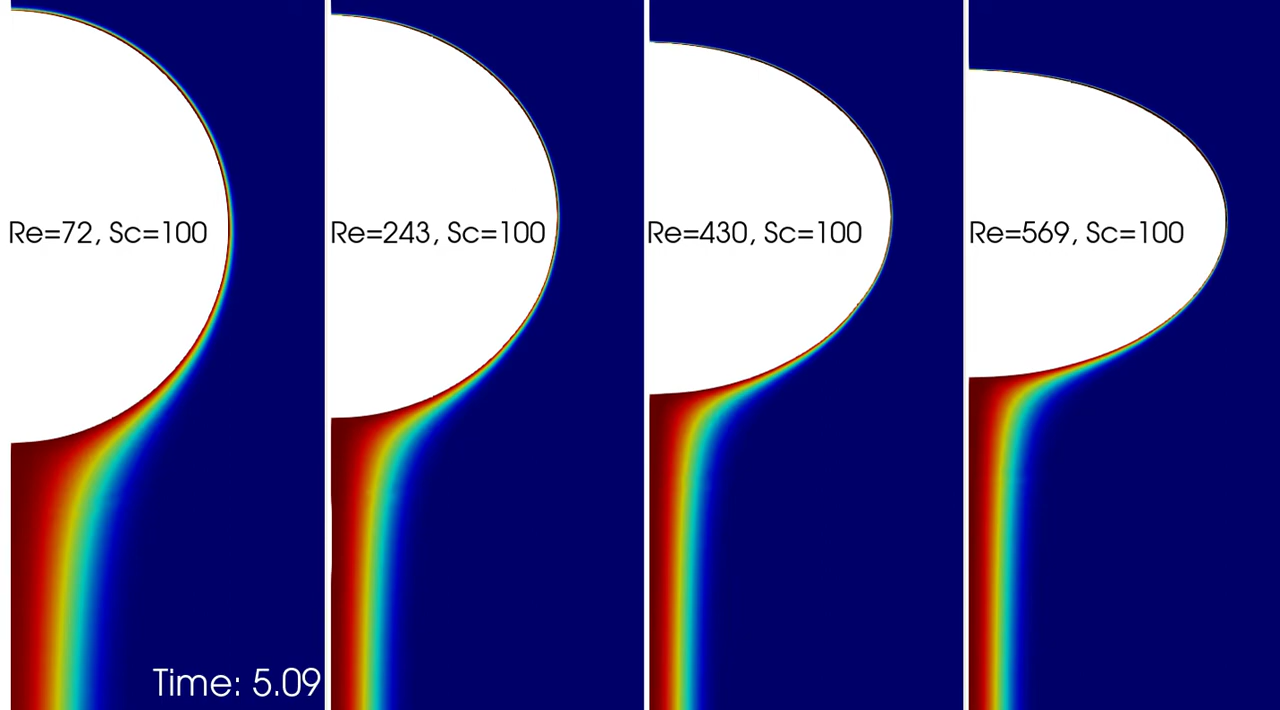 Re=72, Sc=100
Re=243, Sc=100
Re=430, Sc=100
Re=569, Sc=100
Time: 5.09